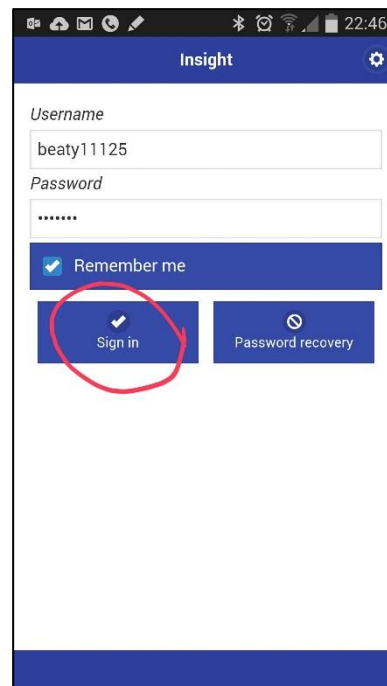 22:46
Insight
Username
beaty11125
Password
•••••••
Remember me
Sign in
Password recovery